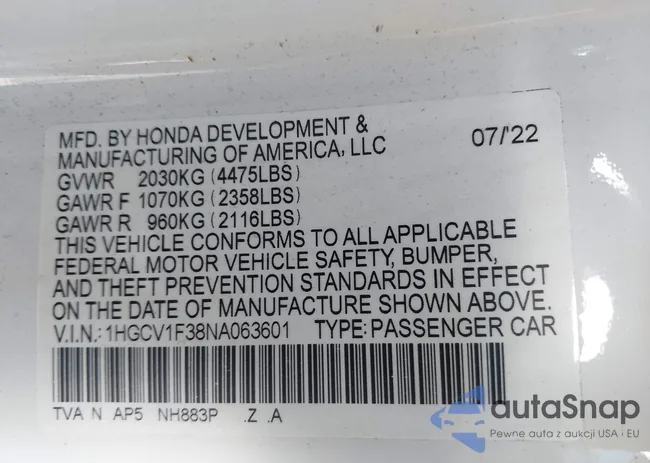 MFD. BY HONDA DEVELOPMENT &
MANUFACTURING OF AMERICA, LLC 07/'22
GVWR 2030KG (4475LBS)
GAWR F 1070KG (2358LBS)
GAWR R 960KG (2116LBS)
THIS VEHICLE CONFORMS TO ALL APPLICABLE
FEDERAL MOTOR VEHICLE SAFETY, BUMPER,
AND THEFT PREVENTION STANDARDS IN EFFECT
ON THE DATE OF MANUFACTURE SHOWN ABOVE.
V.I.N.: 1HGCV1F38NA063601 TYPE: PASSENGER CAR
TVA N AP5 NH883P .Z .A
autaSnap
Pewne auta z aukcji USA i EU